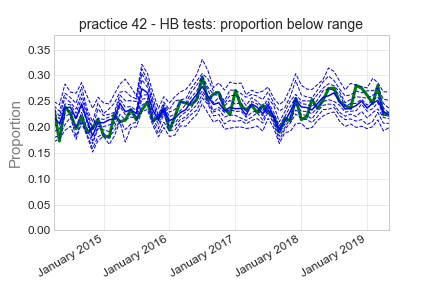 practice 42 - HB tests: proportion below range
0.35
0.30
0.25
0.20
0.15
0.10
0.05
0.00
Proportion
January 2015
January 2016
January 2017
January 2018
January 2019